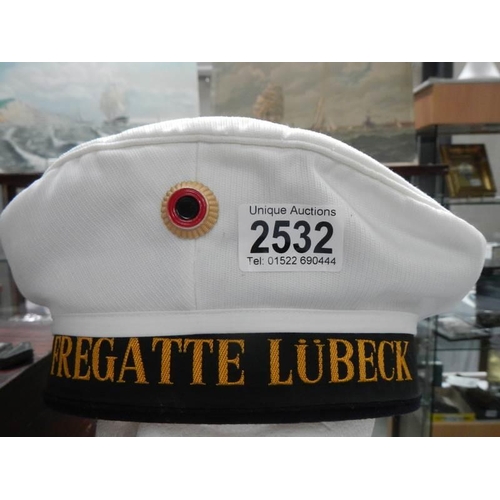 Unique Auctions
2532
Tel: 01522 690444
FREGATTE LÜBECK